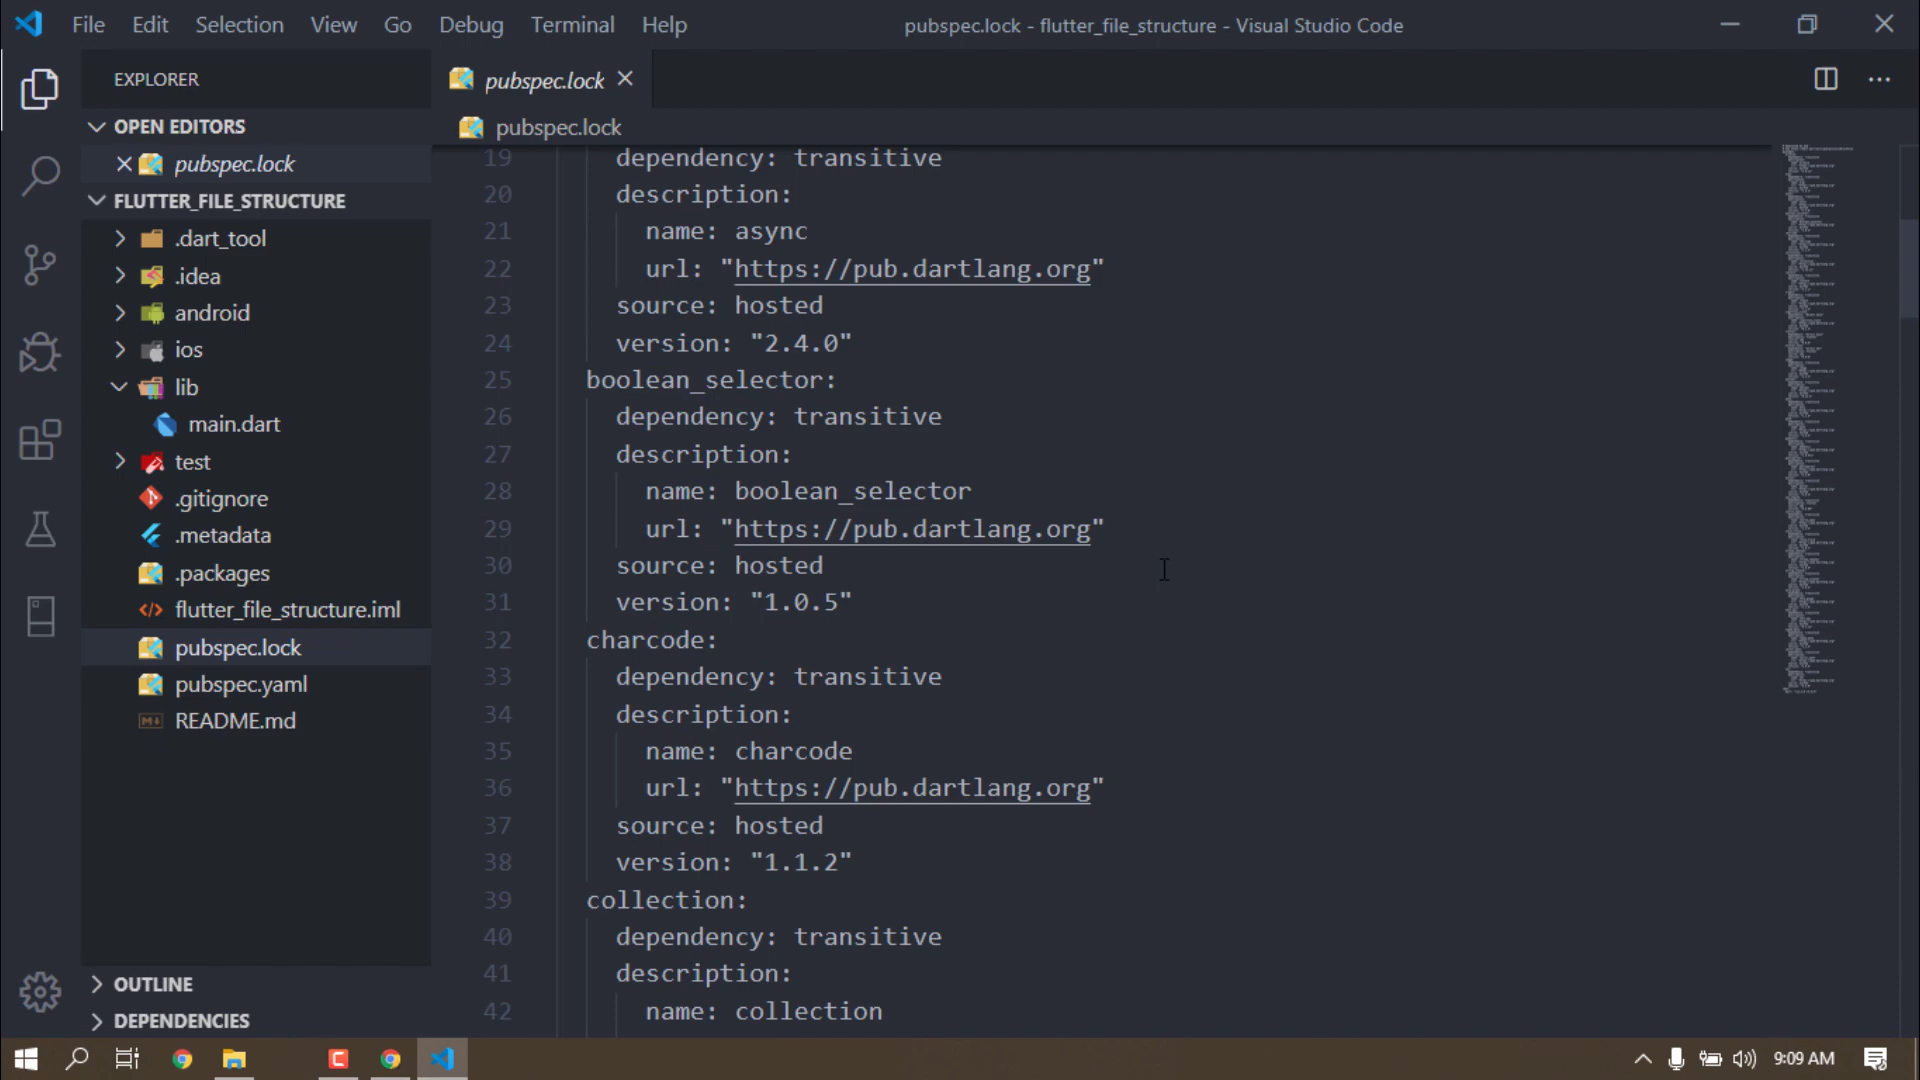 File Edit Selection View Go Debug Terminal Help
pubspec.lock - flutter_file_structure - Visual Studio Code
EXPLORER
OPEN EDITORS
pubspec.lock
FLUTTER_FILE_STRUCTURE
.dart_tool
.idea
android
ios
lib
main.dart
test
.gitignore
.metadata
.packages
flutter_file_structure.iml
pubspec.lock
pubspec.yaml
README.md
OUTLINE
DEPENDENCIES
pubspec.lock
pubspec.lock
19 dependency: transitive
20 description:
21 name: async
22 url: "https://pub.dartlang.org"
23 source: hosted
24 version: "2.4.0"
25 boolean_selector:
26 dependency: transitive
27 description:
28 name: boolean_selector
29 url: "https://pub.dartlang.org"
30 source: hosted
31 version: "1.0.5"
32 charcode:
33 dependency: transitive
34 description:
35 name: charcode
36 url: "https://pub.dartlang.org"
37 source: hosted
38 version: "1.1.2"
39 collection:
40 dependency: transitive
41 description:
42 name: collection
9:09 AM